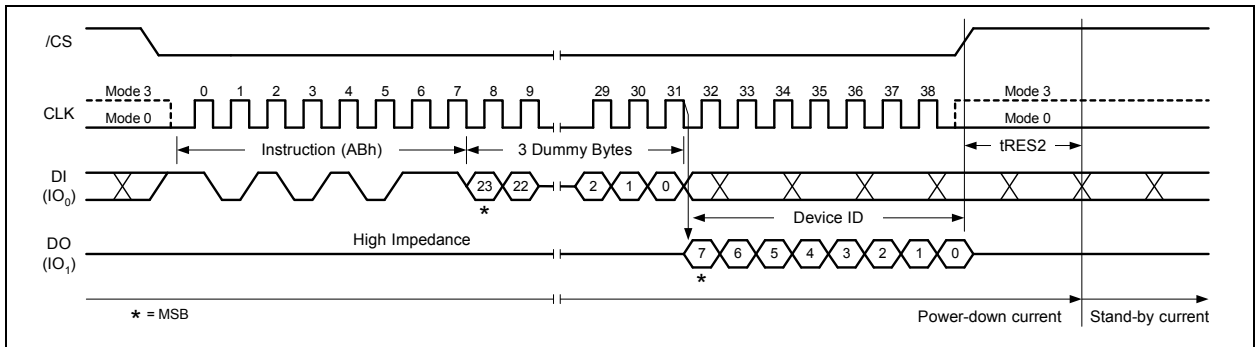 /CS
Mode 3 0 1 2 3 4 5 6 7 8 9 29 30 31 32 33 34 35 36 37 38 Mode 3
CLK
Mode 0 Mode 0
Instruction (ABh) 3 Dummy Bytes tRES2
DI
(IO0)
23 22 2 1 0
*
Device ID
High Impedance
DO
(IO1)
7 6 5 4 3 2 1 0
*
* = MSB
Power-down current Stand-by current